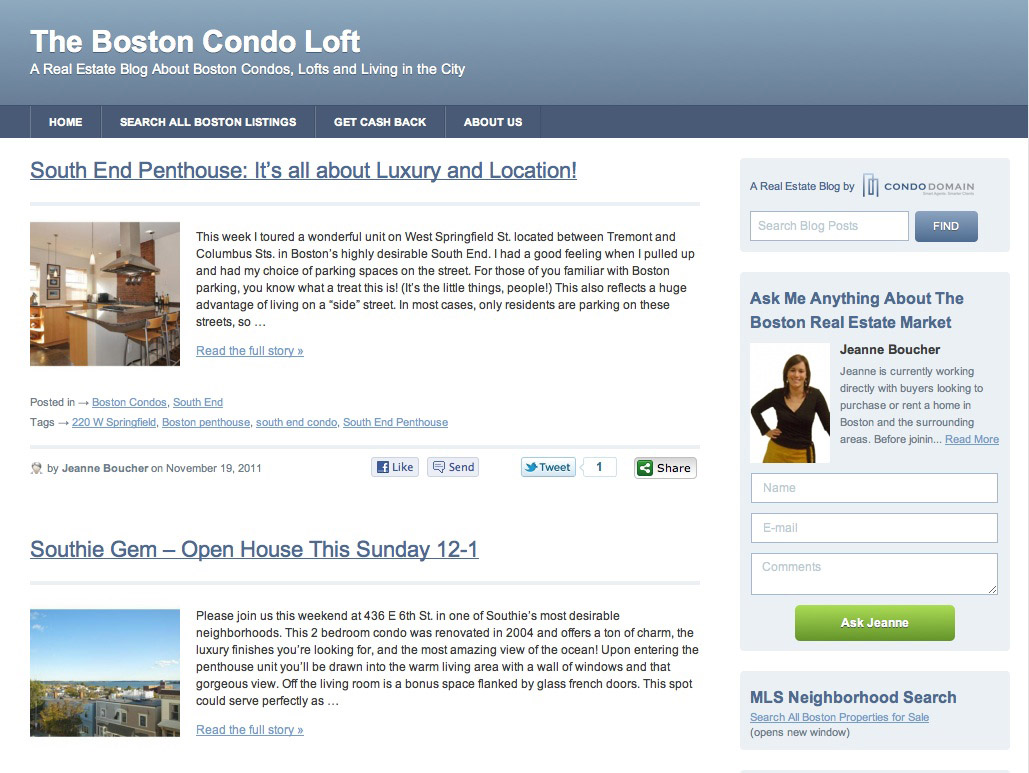 The Boston Condo Loft
A Real Estate Blog About Boston Condos, Lofts and Living in the City
HOME
SEARCH ALL BOSTON LISTINGS
GET CASH BACK
ABOUT US
South End Penthouse: It’s all about Luxury and Location!
This week I toured a wonderful unit on West Springfield St. located between Tremont and
Columbus Sts. in Boston’s highly desirable South End. I had a good feeling when I pulled up
and had my choice of parking spaces on the street. For those of you familiar with Boston
parking, you know what a treat this is! (It’s the little things, people!) This also reflects a huge
advantage of living on a “side” street. In most cases, only residents are parking on these
streets, so …
Read the full story »
Posted in → Boston Condos, South End
Tags → 220 W Springfield, Boston penthouse, south end condo, South End Penthouse
by Jeanne Boucher on November 19, 2011
Like
Send
Tweet
1
Share
Southie Gem – Open House This Sunday 12-1
Please join us this weekend at 436 E 6th St. in one of Southie’s most desirable
neighborhoods. This 2 bedroom condo was renovated in 2004 and offers a ton of charm, the
luxury finishes you’re looking for, and the most amazing view of the ocean! Upon entering the
penthouse unit you’ll be drawn into the warm living area with a wall of windows and that
gorgeous view. Off the living room is a bonus space flanked by glass french doors. This spot
could serve perfectly as …
Read the full story »
A Real Estate Blog by CONDODOMAIN
Search Blog Posts
FIND
Ask Me Anything About The
Boston Real Estate Market
Jeanne Boucher
Jeanne is currently working
directly with buyers looking to
purchase or rent a home in
Boston and the surrounding
areas. Before joinin... Read More
Name
E-mail
Comments
Ask Jeanne
MLS Neighborhood Search
Search All Boston Properties for Sale
(opens new window)